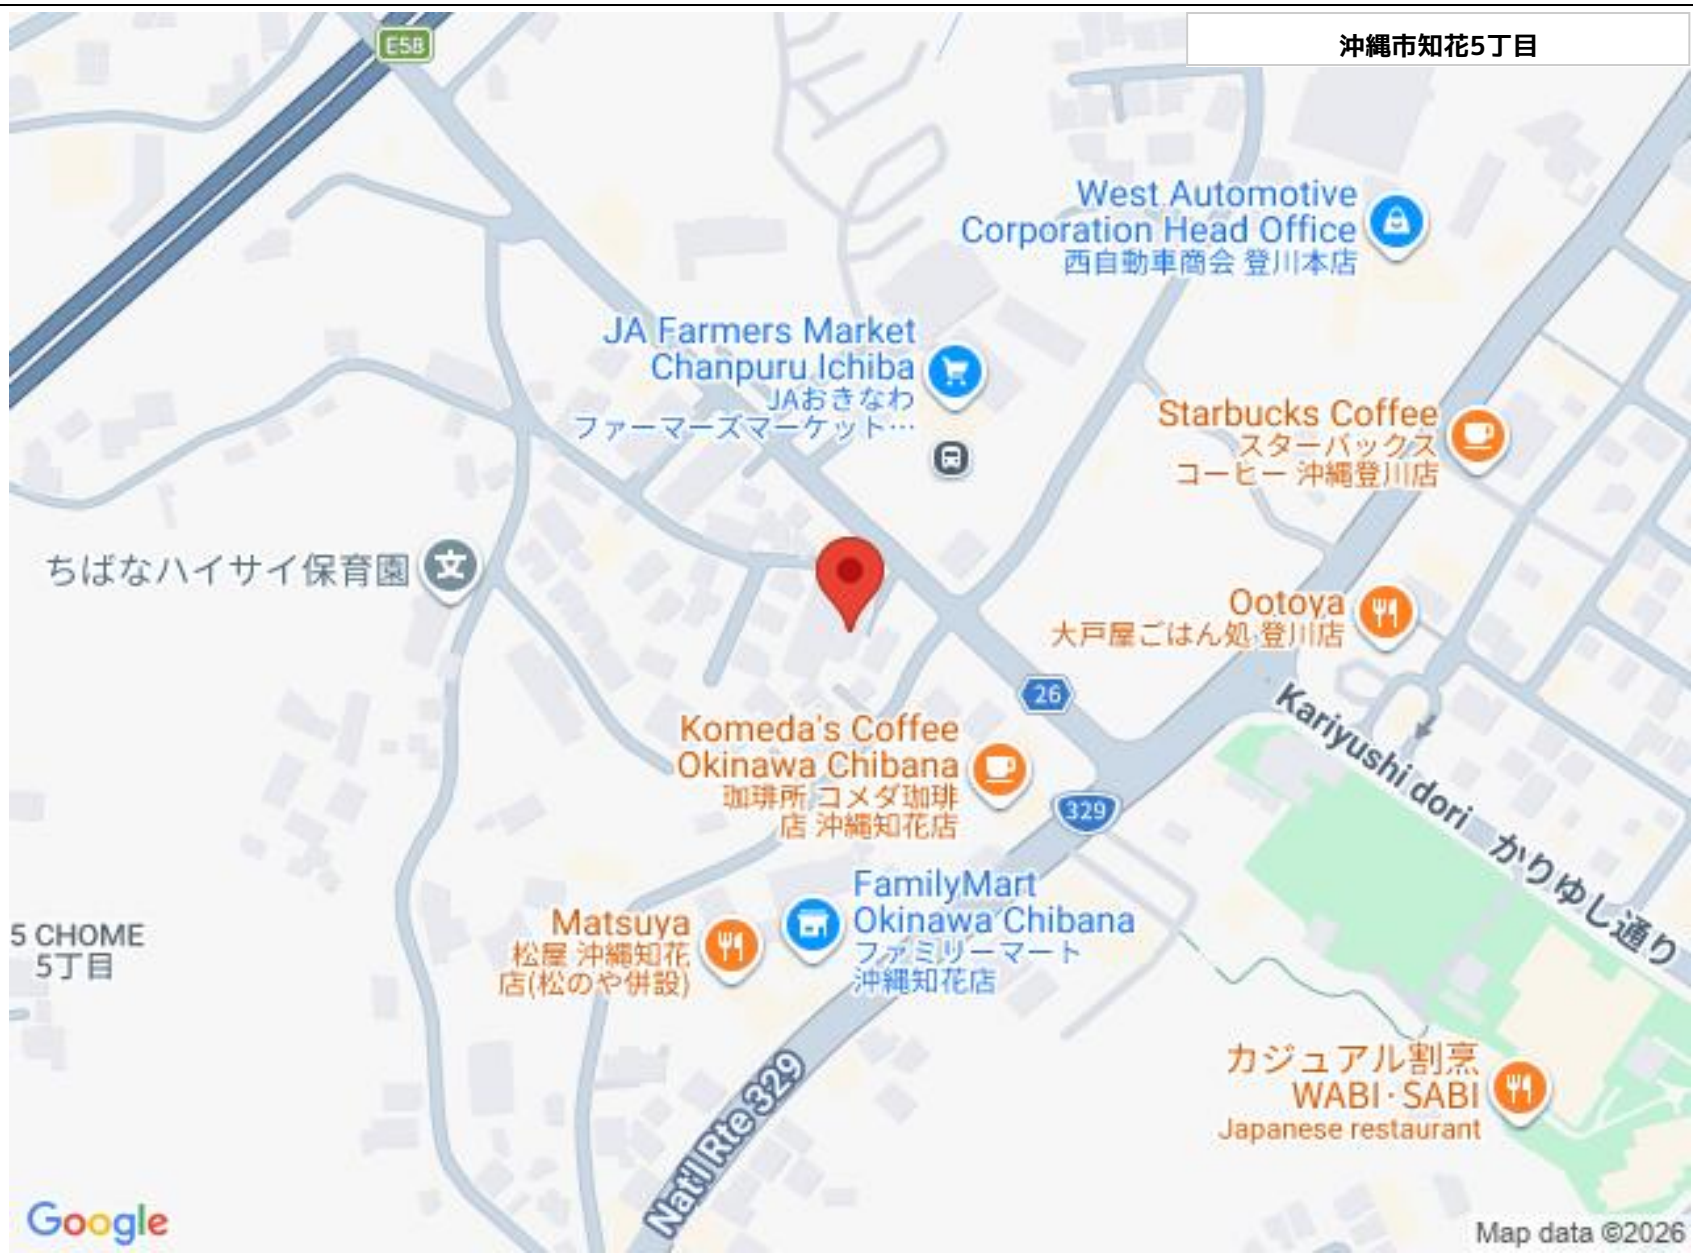 E58
沖縄市知花5丁目
West Automotive
Corporation Head Office
西自動車商会 登川本店
JA Farmers Market
Chanpuru Ichiba
JAおきなわ
ファーマーズマーケット…
Starbucks Coffee
スターバックス
コーヒー 沖縄登川店
ちばなハイサイ保育園
文
Ootoya
大戸屋ごはん処 登川店
26
Komeda's Coffee
Okinawa Chibana
珈琲所 コメダ珈琲
店 沖縄知花店
329
Kariyushi dori かりゆし通り
FamilyMart
Okinawa Chibana
ファミリーマート
沖縄知花店
Matsuya
松屋 沖縄知花
店(松のや併設)
5 CHOME
5丁目
Nat'l Rte 329
カジュアル割烹
WABI · SABI
Japanese restaurant
Google
Map data ©2026